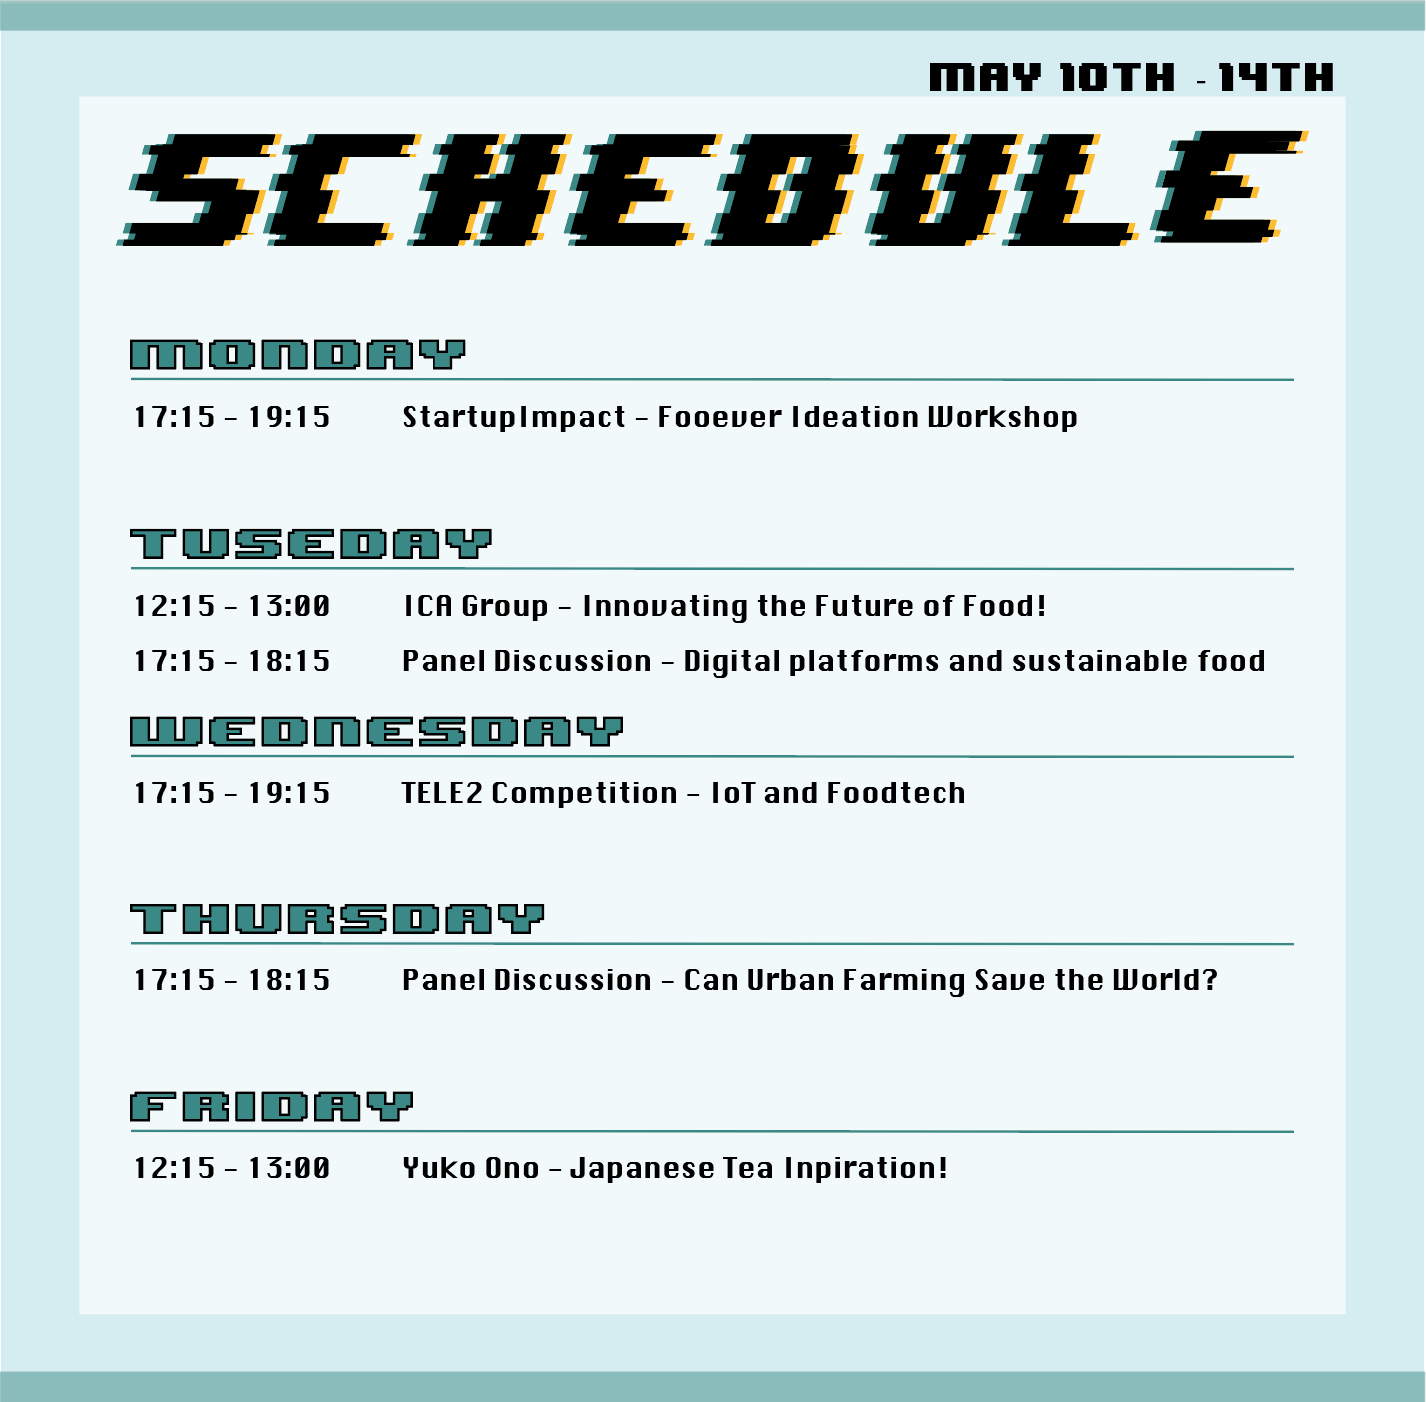 MAY 10TH - 14TH
SCHEDULE
MONDAY
17:15 - 19:15 StartupImpact - Fooever Ideation Workshop
TUSEDAY
12:15 - 13:00 ICA Group - Innovating the Future of Food!
17:15 - 18:15 Panel Discussion - Digital platforms and sustainable food
WEDNESDAY
17:15 - 19:15 TELE2 Competition - IoT and Foodtech
THURSDAY
17:15 - 18:15 Panel Discussion - Can Urban Farming Save the World?
FRIDAY
12:15 - 13:00 Yuko Ono - Japanese Tea Inpiration!